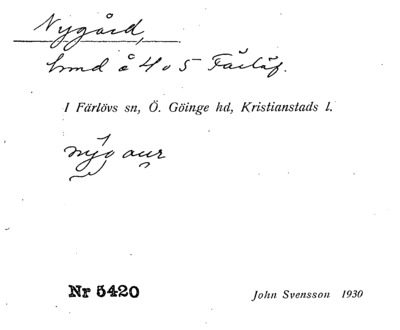 Nygård,
hmd å 4 o 5 Färlöf.
I Färlövs sn, Ö. Göinge hd, Kristianstads l.
Nr 5420
John Svensson 1930